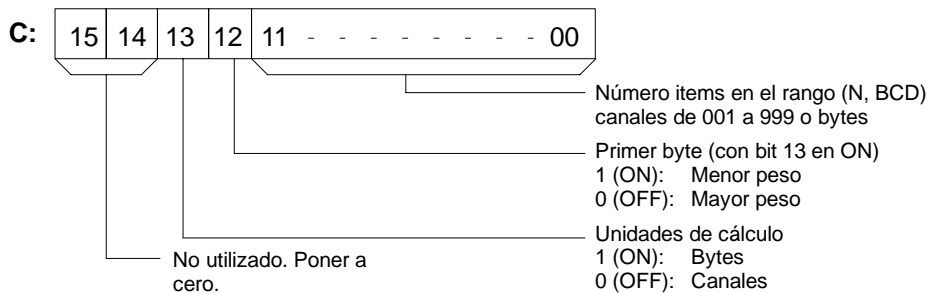 C: 15 14 13 12 11 - - - - - - - - 00
Número items en el rango (N, BCD)
canales de 001 a 999 o bytes
Primer byte (con bit 13 en ON)
1 (ON): Menor peso
0 (OFF): Mayor peso
Unidades de cálculo
1 (ON): Bytes
0 (OFF): Canales
No utilizado. Poner a
cero.